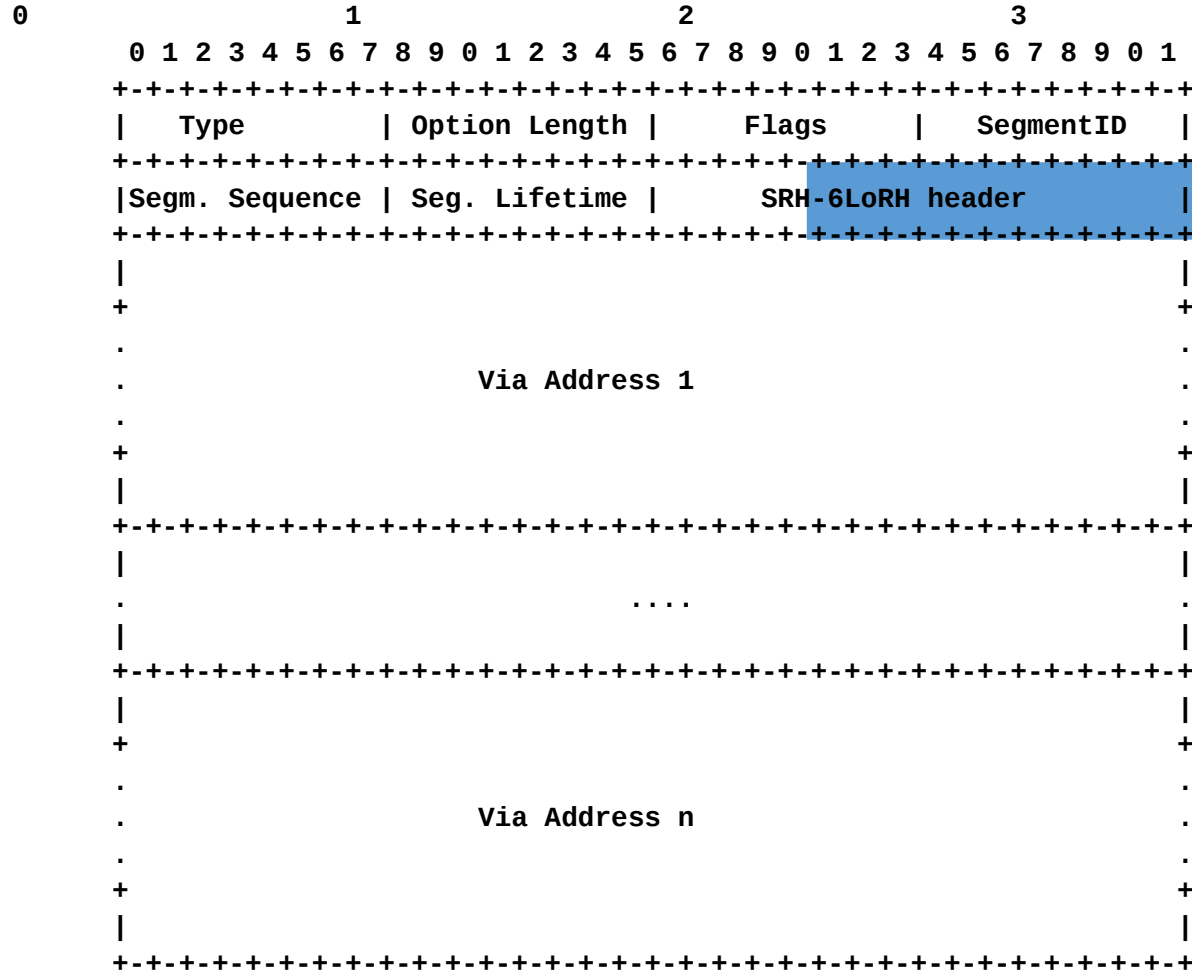 0                   1                   2                   3
       0 1 2 3 4 5 6 7 8 9 0 1 2 3 4 5 6 7 8 9 0 1 2 3 4 5 6 7 8 9 0 1
      +-+-+-+-+-+-+-+-+-+-+-+-+-+-+-+-+-+-+-+-+-+-+-+-+-+-+-+-+-+-+-+-+
      |   Type        | Option Length |     Flags     |   SegmentID   |
      +-+-+-+-+-+-+-+-+-+-+-+-+-+-+-+-+-+-+-+-+-+-+-+-+-+-+-+-+-+-+-+-+
      |Segm. Sequence | Seg. Lifetime |      SRH-6LoRH header         |
      +-+-+-+-+-+-+-+-+-+-+-+-+-+-+-+-+-+-+-+-+-+-+-+-+-+-+-+-+-+-+-+-+
      |                                                               |
      +                                                               +
      .                                                               .
      .                     Via Address 1                             .
      .                                                               .
      +                                                               +
      |                                                               |
      +-+-+-+-+-+-+-+-+-+-+-+-+-+-+-+-+-+-+-+-+-+-+-+-+-+-+-+-+-+-+-+-+
      |                                                               |
      .                              ....                             .
      |                                                               |
      +-+-+-+-+-+-+-+-+-+-+-+-+-+-+-+-+-+-+-+-+-+-+-+-+-+-+-+-+-+-+-+-+
      |                                                               |
      +                                                               +
      .                                                               .
      .                     Via Address n                             .
      .                                                               .
      +                                                               +
      |                                                               |
      +-+-+-+-+-+-+-+-+-+-+-+-+-+-+-+-+-+-+-+-+-+-+-+-+-+-+-+-+-+-+-+-+